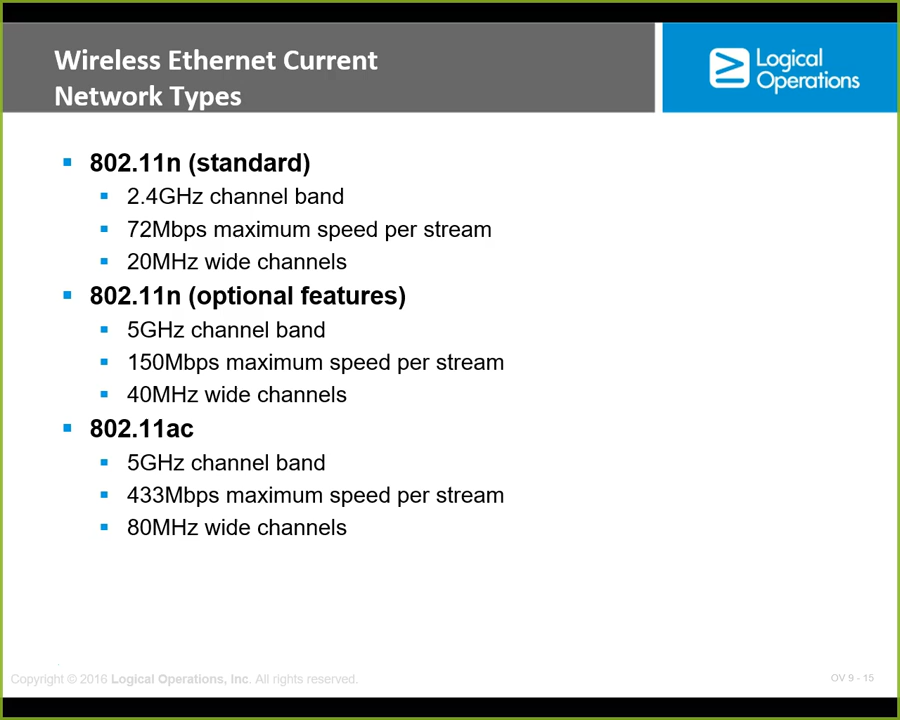 Wireless Ethernet Current
Network Types
Logical
Operations
802.11n (standard)
2.4GHz channel band
72Mbps maximum speed per stream
20MHz wide channels
802.11n (optional features)
5GHz channel band
150Mbps maximum speed per stream
40MHz wide channels
802.11ac
5GHz channel band
433Mbps maximum speed per stream
80MHz wide channels
Copyright © 2016 Logical Operations, Inc. All rights reserved.
OV 9 - 15